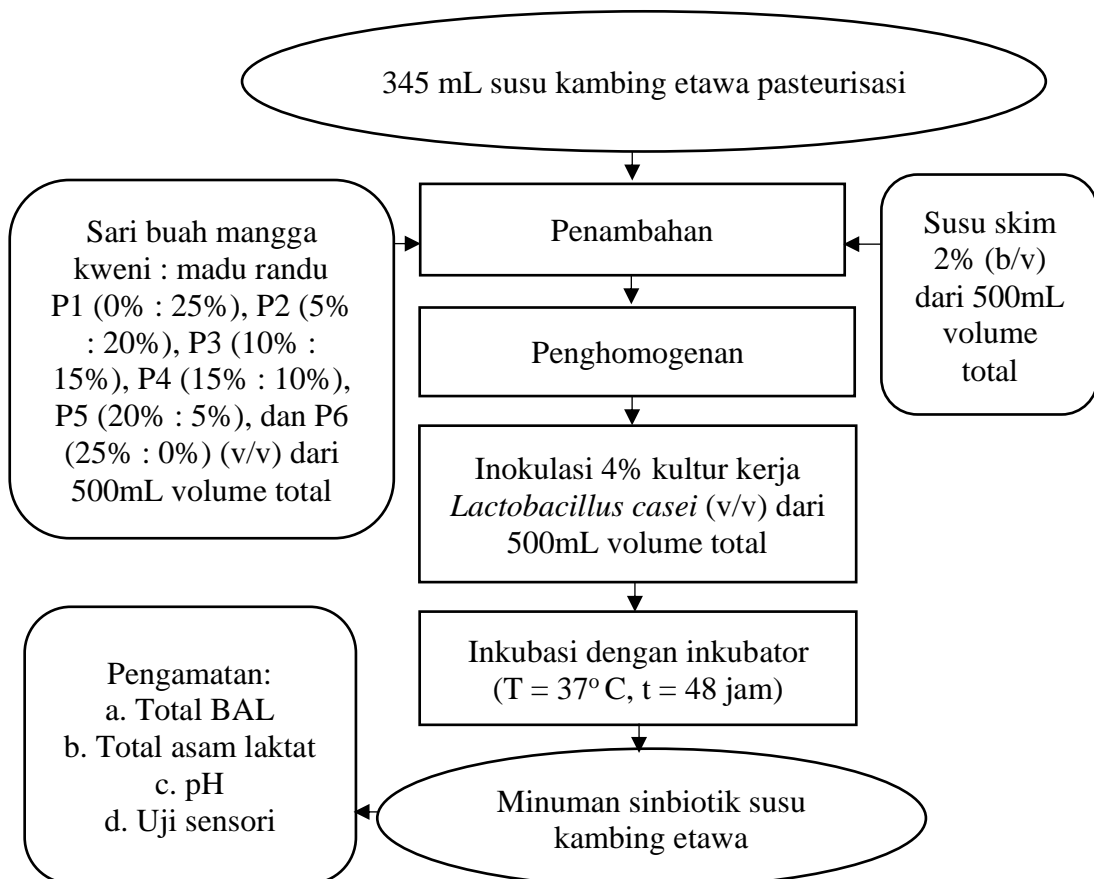 345 mL susu kambing etawa pasteurisasi
Sari buah mangga
kweni : madu randu
P1 (0% : 25%), P2 (5%
: 20%), P3 (10% :
15%), P4 (15% : 10%),
P5 (20% : 5%), dan P6
(25% : 0%) (v/v) dari
500mL volume total
Penambahan
Susu skim
2% (b/v)
dari 500mL
volume
total
Penghomogenan
Inokulasi 4% kultur kerja
Lactobacillus casei (v/v) dari
500mL volume total
Inkubasi dengan inkubator
(T = 37° C, t = 48 jam)
Minuman sinbiotik susu
kambing etawa
Pengamatan:
a. Total BAL
b. Total asam laktat
c. pH
d. Uji sensori